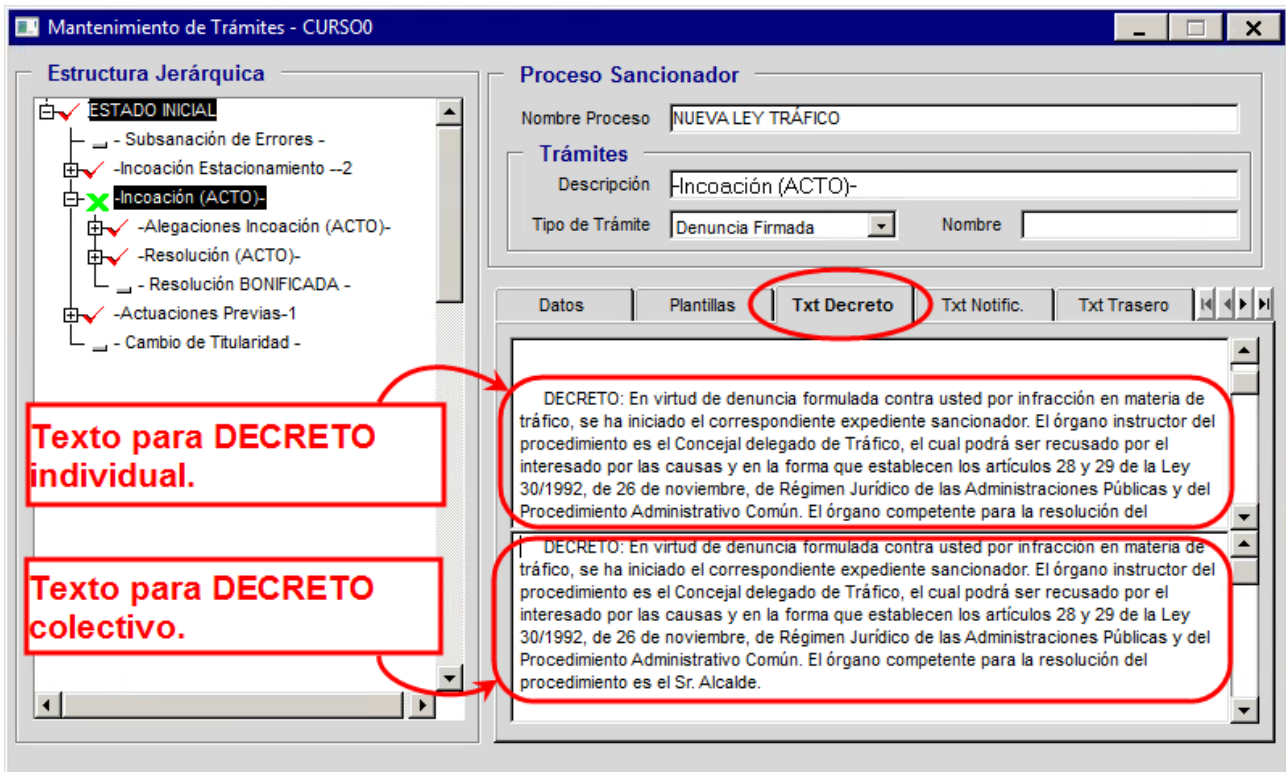 Mantenimiento de Trámites - CURSO0
Estructura Jerárquica
ESTADO INICIAL
- Subsanación de Errores -
-Incoación Estacionamiento --2
-Incoación (ACTO)-
-Alegaciones Incoación (ACTO)-
-Resolución (ACTO)-
- Resolución BONIFICADA -
-Actuaciones Previas-1
- Cambio de Titularidad -
Texto para DECRETO
individual.
Texto para DECRETO
colectivo.
Proceso Sancionador
Nombre Proceso NUEVA LEY TRÁFICO
Trámites
Descripción -Incoación (ACTO)-
Tipo de Trámite Denuncia Firmada Nombre
Datos Plantillas Txt Decreto Txt Notific. Txt Trasero
DECRETO: En virtud de denuncia formulada contra usted por infracción en materia de
tráfico, se ha iniciado el correspondiente expediente sancionador. El órgano instructor del
procedimiento es el Concejal delegado de Tráfico, el cual podrá ser recusado por el
interesado por las causas y en la forma que establecen los artículos 28 y 29 de la Ley
30/1992, de 26 de noviembre, de Régimen Jurídico de las Administraciones Públicas y del
Procedimiento Administrativo Común. El órgano competente para la resolución del
DECRETO: En virtud de denuncia formulada contra usted por infracción en materia de
tráfico, se ha iniciado el correspondiente expediente sancionador. El órgano instructor del
procedimiento es el Concejal delegado de Tráfico, el cual podrá ser recusado por el
interesado por las causas y en la forma que establecen los artículos 28 y 29 de la Ley
30/1992, de 26 de noviembre, de Régimen Jurídico de las Administraciones Públicas y del
Procedimiento Administrativo Común. El órgano competente para la resolución del
procedimiento es el Sr. Alcalde.